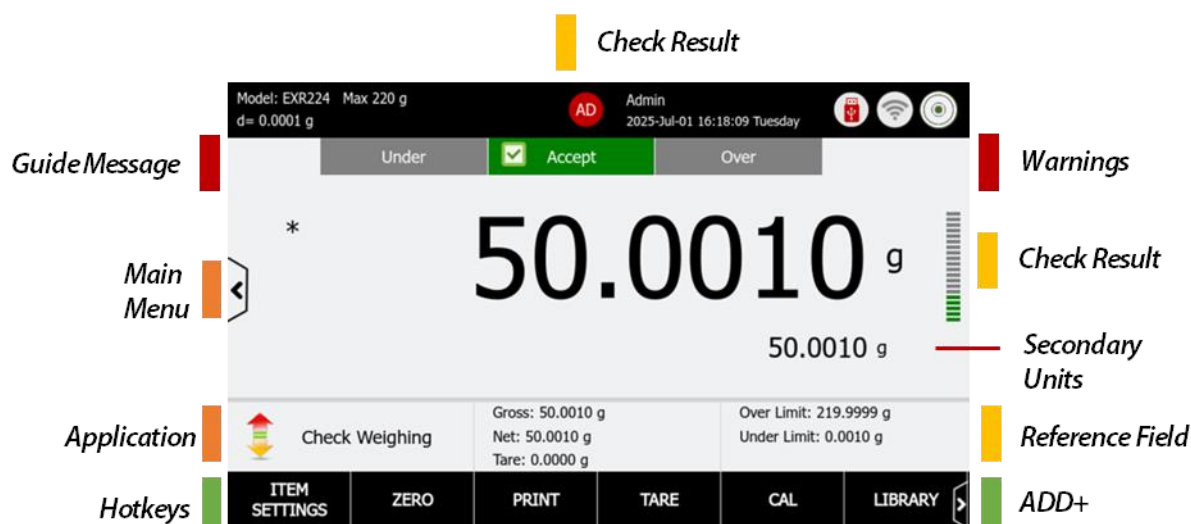 Check Result
Model: EXR224 Max 220 g
d= 0.0001 g
AD
Admin
2025-Jul-01 16:18:09 Tuesday
Guide Message
Under
Accept
Over
Warnings
*
50.0010 g
Check Result
Main
Menu
50.0010 g
Secondary
Units
Application
Check Weighing
Gross: 50.0010 g
Net: 50.0010 g
Tare: 0.0000 g
Over Limit: 219.9999 g
Under Limit: 0.0010 g
Reference Field
Hotkeys
ITEM
SETTINGS
ZERO
PRINT
TARE
CAL
LIBRARY
ADD+